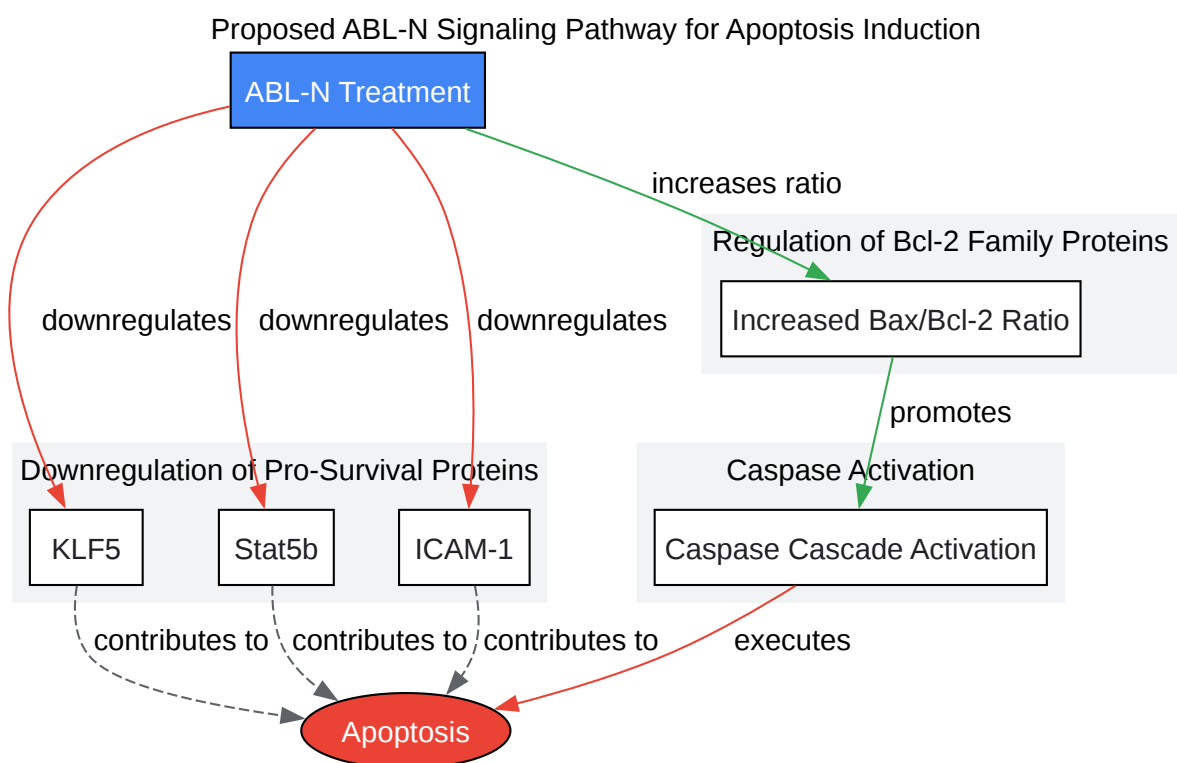 Proposed ABL-N Signaling Pathway for Apoptosis Induction
ABL-N Treatment
increases ratio
Regulation of Bcl-2 Family Proteins
Increased Bax/Bcl-2 Ratio
downregulates
downregulates
downregulates
promotes
Downregulation of Pro-Survival Proteins
KLF5
Stat5b
ICAM-1
Caspase Activation
Caspase Cascade Activation
contributes to
contributes to
contributes to
executes
Apoptosis